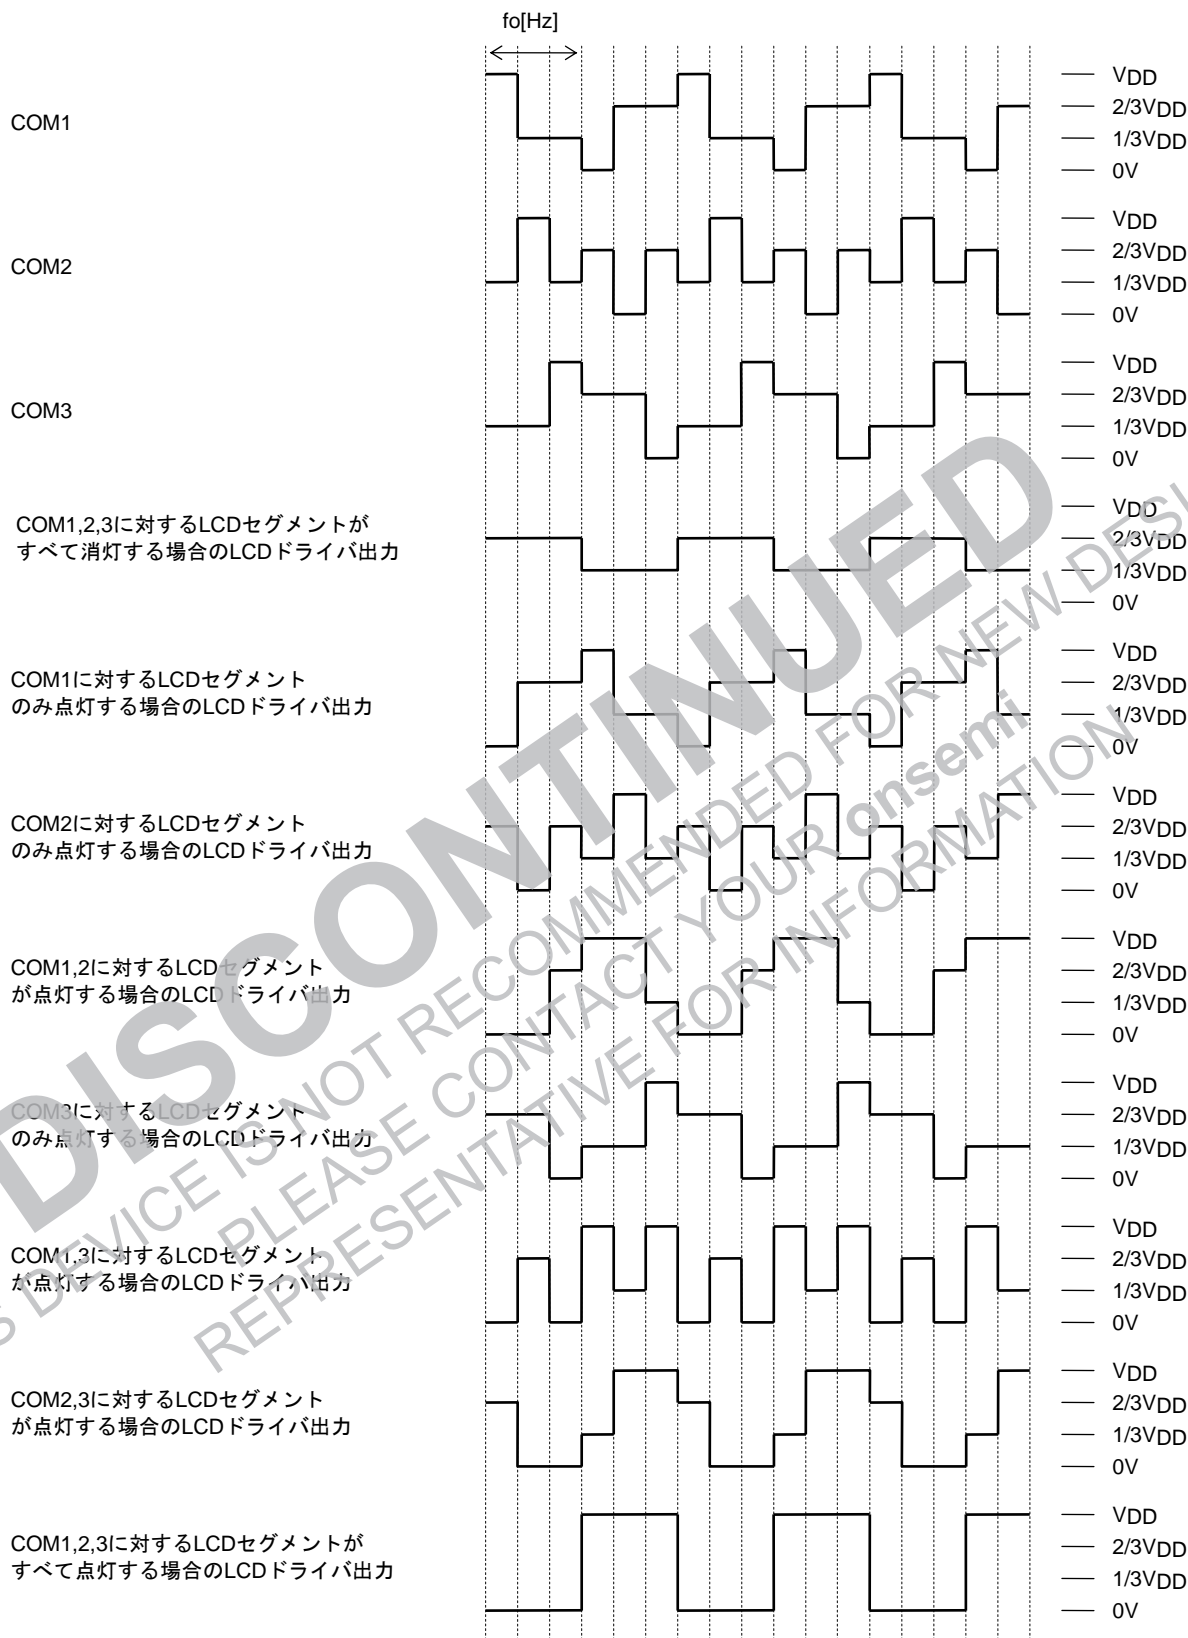 fo[Hz]
COM1
VDD
2/3VDD
1/3VDD
0V
COM2
VDD
2/3VDD
1/3VDD
0V
COM3
VDD
2/3VDD
1/3VDD
0V
COM1,2,3に対するLCDセグメントが
すべて消灯する場合のLCDドライバ出力
VDD
2/3VDD
1/3VDD
0V
COM1に対するLCDセグメント
のみ点灯する場合のLCDドライバ出力
VDD
2/3VDD
1/3VDD
0V
COM2に対するLCDセグメント
のみ点灯する場合のLCDドライバ出力
VDD
2/3VDD
1/3VDD
0V
COM1,2に対するLCDセグメント
が点灯する場合のLCDドライバ出力
VDD
2/3VDD
1/3VDD
0V
COM3に対するLCDセグメント
のみ点灯する場合のLCDドライバ出力
VDD
2/3VDD
1/3VDD
0V
COM1,3に対するLCDセグメント
が点灯する場合のLCDドライバ出力
VDD
2/3VDD
1/3VDD
0V
COM2,3に対するLCDセグメント
が点灯する場合のLCDドライバ出力
VDD
2/3VDD
1/3VDD
0V
COM1,2,3に対するLCDセグメントが
すべて点灯する場合のLCDドライバ出力
VDD
2/3VDD
1/3VDD
0V
DISCONTINUED
DEVICE IS NOT RECOMMENDED FOR NEW
PLEASE CONTACT YOUR onsemi
REPRESENTATIVE FOR INFORMATION